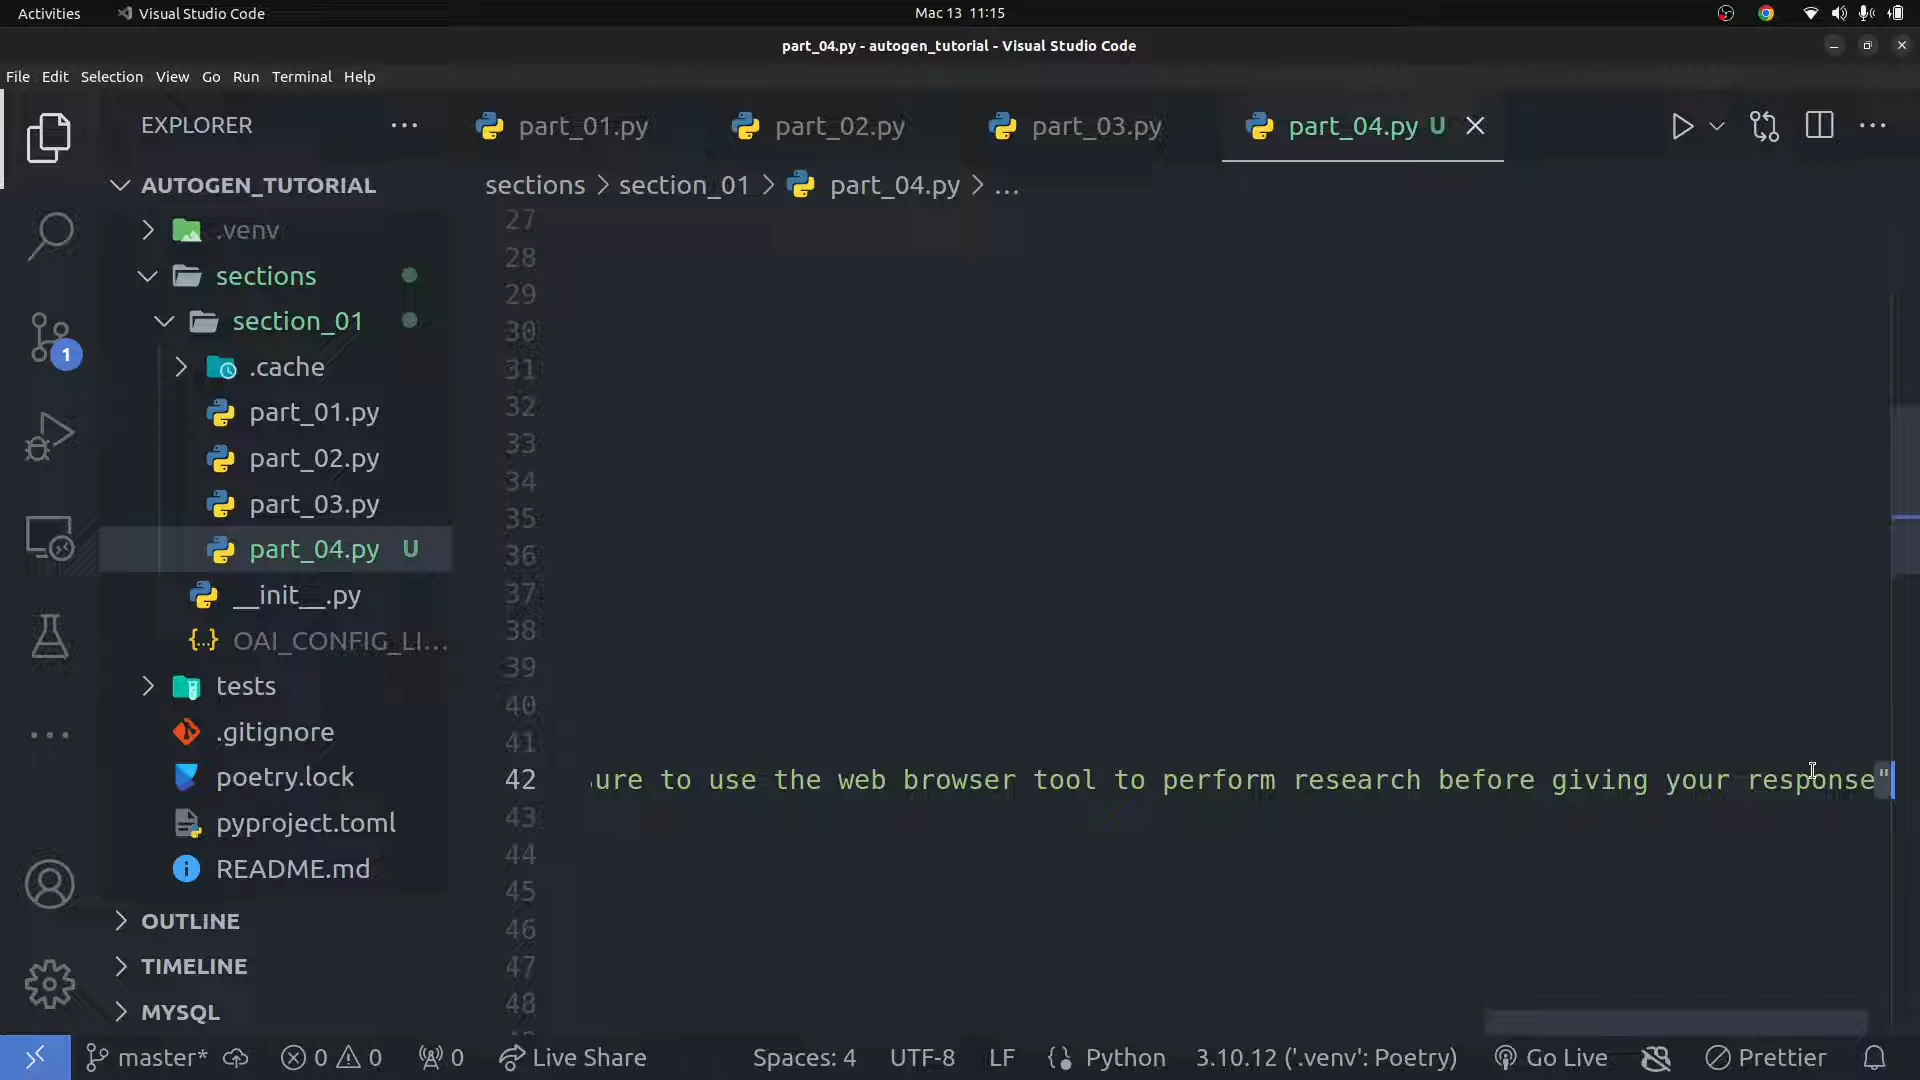 Activities
Visual Studio Code
Mac 13 11:15
part_04.py - autogen_tutorial - Visual Studio Code
File Edit Selection View Go Run Terminal Help
EXPLORER
part_01.py
part_02.py
part_03.py
part_04.py U
AUTOGEN_TUTORIAL
sections > section_01 > part_04.py > ...
.venv
sections
section_01
.cache
part_01.py
part_02.py
part_03.py
part_04.py U
__init__.py
OAI_CONFIG_LI...
tests
.gitignore
poetry.lock
pyproject.toml
README.md
OUTLINE
TIMELINE
MYSQL
1
27
28
29
30
31
32
33
34
35
36
37
38
39
40
41
42 ure to use the web browser tool to perform research before giving your response"
43
44
45
46
47
48
master* 0 0 0 Live Share Spaces: 4 UTF-8 LF Python 3.10.12 ('.venv': Poetry) Go Live Prettier